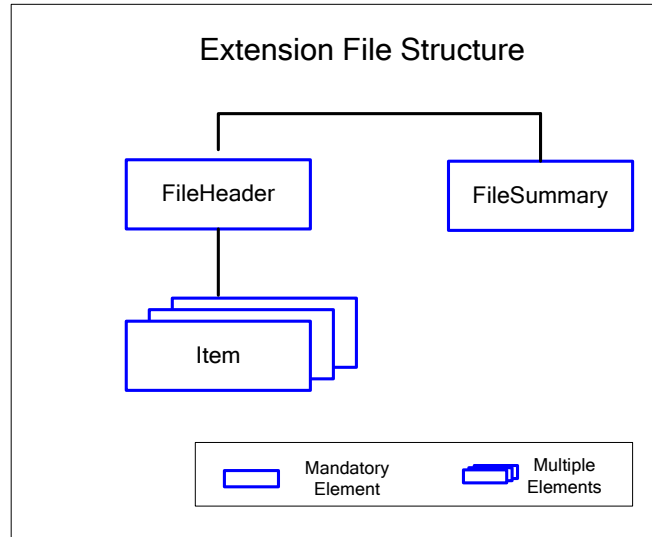 Extension File Structure
FileHeader
FileSummary
Item
Mandatory
Element
Multiple
Elements